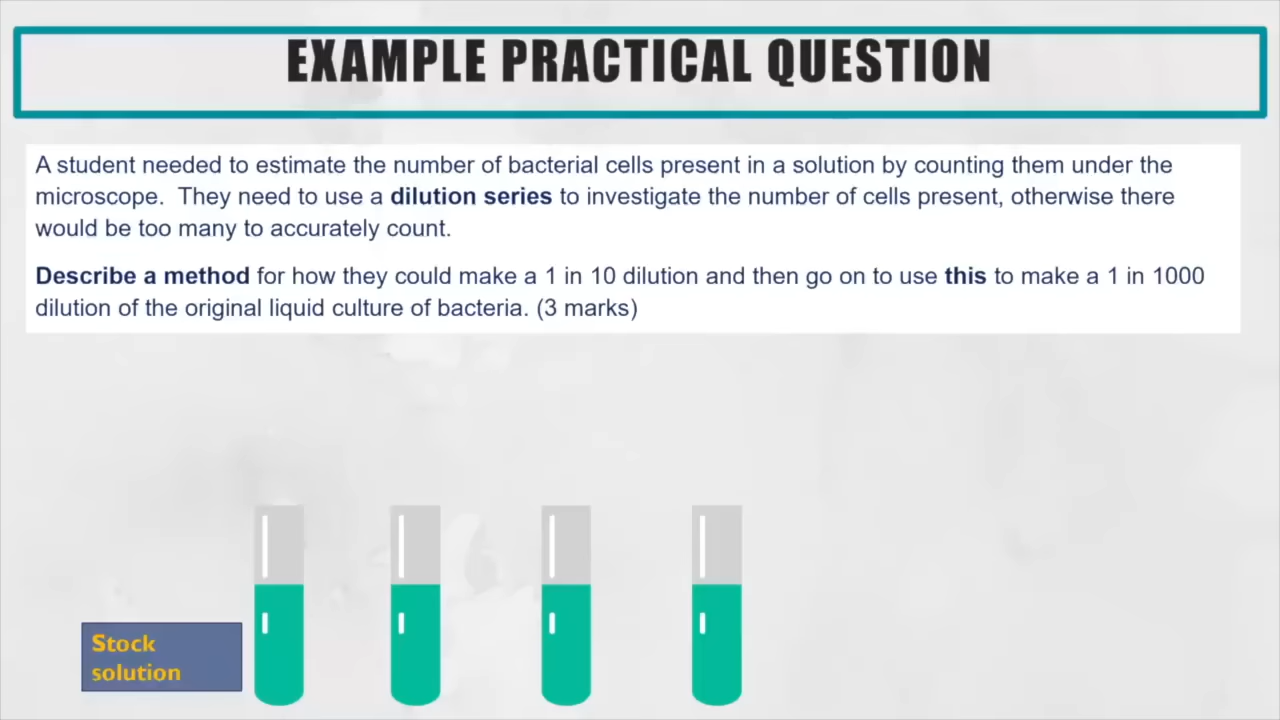 EXAMPLE PRACTICAL QUESTION
A student needed to estimate the number of bacterial cells present in a solution by counting them under the
microscope.  They need to use a dilution series to investigate the number of cells present, otherwise there
would be too many to accurately count.
Describe a method for how they could make a 1 in 10 dilution and then go on to use this to make a 1 in 1000
dilution of the original liquid culture of bacteria. (3 marks)
Stock
solution